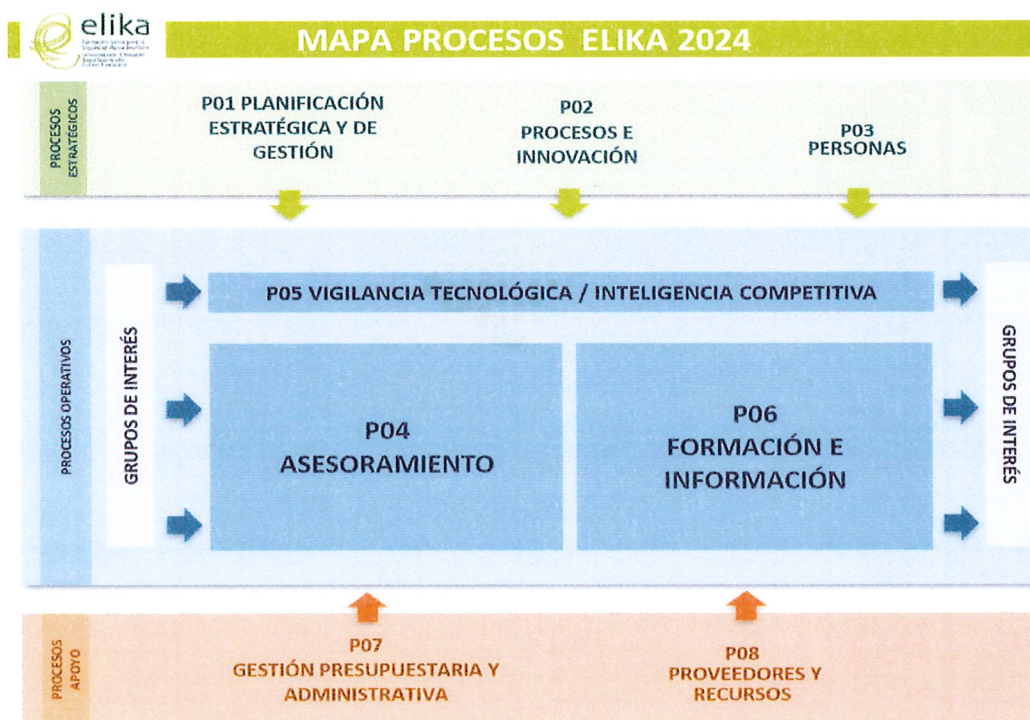 elika
MAPA PROCESOS ELIKA 2024
PROCESOS
ESTRATÉGICOS
P01 PLANIFICACIÓN
ESTRATÉGICA Y DE
GESTIÓN
P02
PROCESOS E
INNOVACIÓN
P03
PERSONAS
PROCESOS OPERATIVOS
GRUPOS DE INTERÉS
P05 VIGILANCIA TECNOLÓGICA / INTELIGENCIA COMPETITIVA
P04
ASESORAMIENTO
P06
FORMACIÓN E
INFORMACIÓN
GRUPOS DE INTERÉS
PROCESOS
APOYO
P07
GESTIÓN PRESUPUESTARIA Y
ADMINISTRATIVA
P08
PROVEEDORES Y
RECURSOS